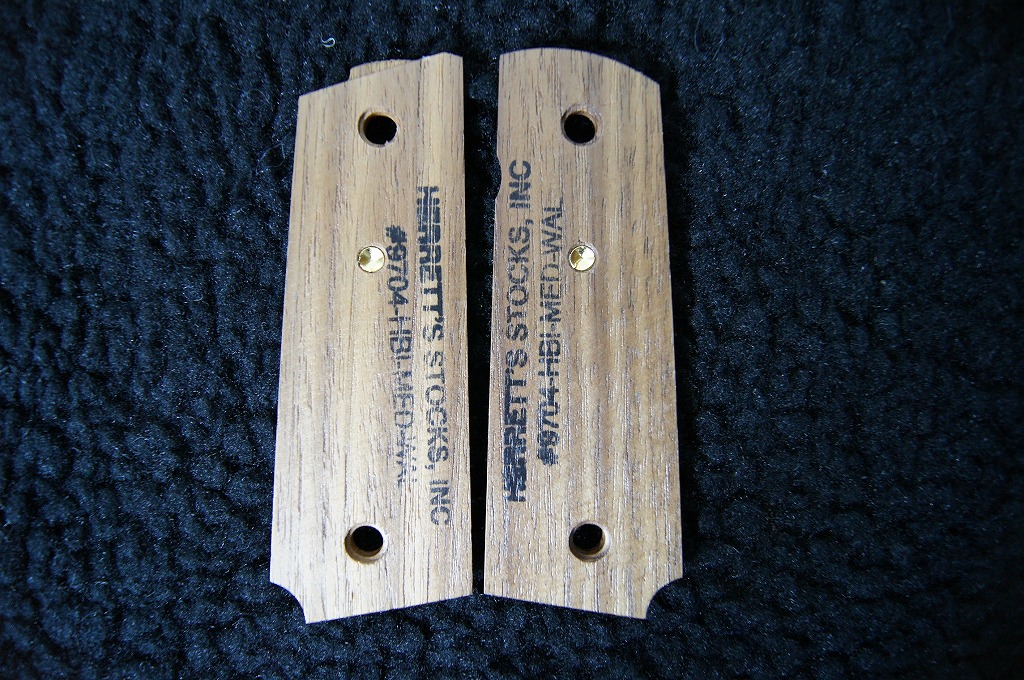 HERRETT'S STOCKS, INC
#9704-HBI-MED-WAL
HERRETT'S STOCKS, INC
#9704-HBI-MED-WAL